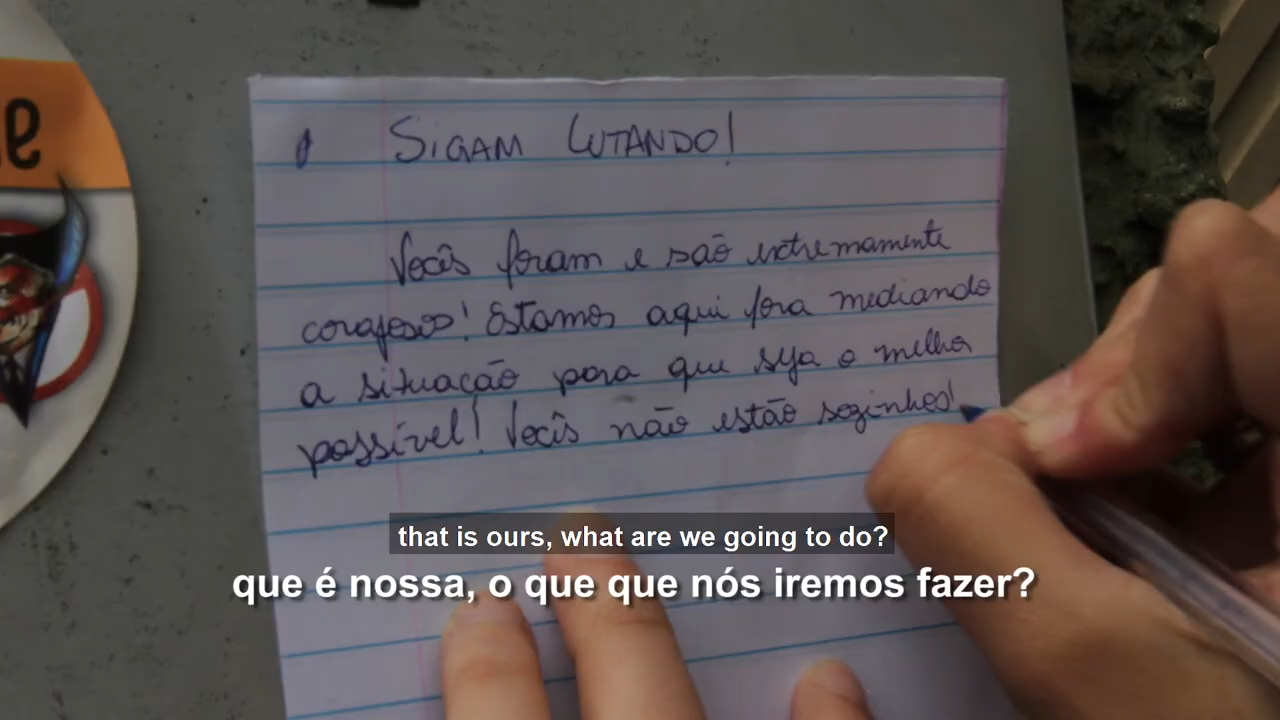 e
SIGAM LUTANDO!
Vocês foram e são extremamente
corajosos! Estamos aqui fora mediando
a situação para que seja o melhor
possível! Vocês não estão sozinhos!
that is ours, what are we going to do?
que é nossa, o que que nós iremos fazer?